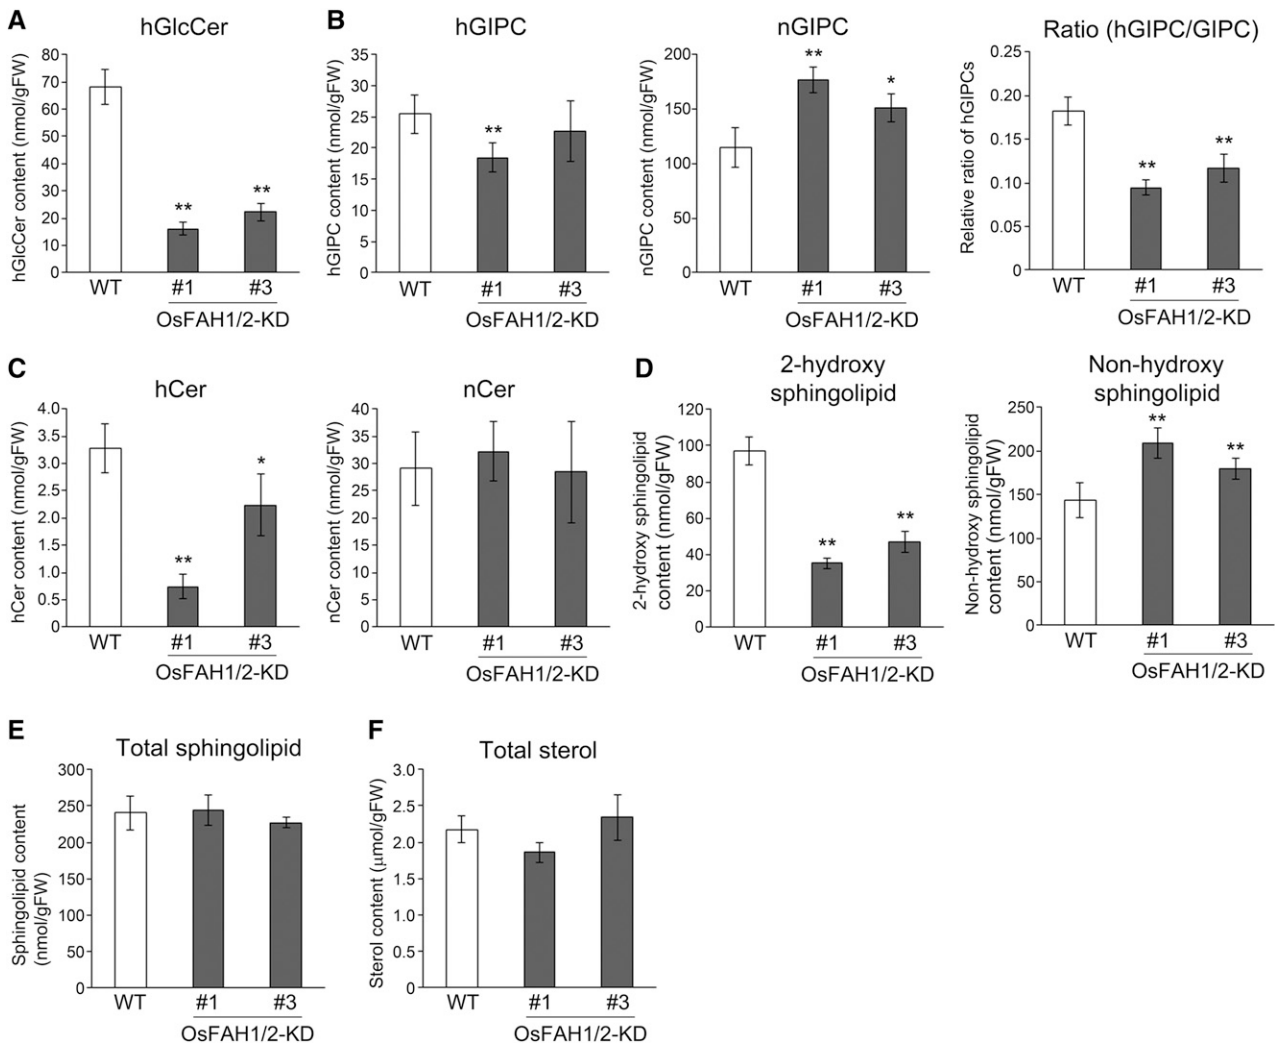 A
hGlcCer
hGlcCer content (nmol/gFW)
80
70
60
50
40
30
20
10
0
**
**
WT
#1
#3
OsFAH1/2-KD
B
hGIPC
hGIPC content (nmol/gFW)
35
30
25
20
15
10
5
0
**
WT
#1
#3
OsFAH1/2-KD
nGIPC
nGIPC content (nmol/gFW)
200
150
100
50
0
**
*
WT
#1
#3
OsFAH1/2-KD
Ratio (hGIPC/GIPC)
Relative ratio of hGIPCs
0.25
0.20
0.15
0.10
0.05
0
**
**
WT
#1
#3
OsFAH1/2-KD
C
hCer
hCer content (nmol/gFW)
4.0
3.5
3.0
2.5
2.0
1.5
1.0
0.5
0
**
*
WT
#1
#3
OsFAH1/2-KD
nCer
nCer content (nmol/gFW)
40
35
30
25
20
15
10
5
0
WT
#1
#3
OsFAH1/2-KD
D
2-hydroxy
sphingolipid
2-hydroxy sphingolipid
content (nmol/gFW)
120
100
80
60
40
20
0
**
**
WT
#1
#3
OsFAH1/2-KD
Non-hydroxy
sphingolipid
Non-hydroxy sphingolipid
content (nmol/gFW)
250
200
150
100
50
0
**
**
WT
#1
#3
OsFAH1/2-KD
E
Total sphingolipid
Sphingolipid content
(nmol/gFW)
300
250
200
150
100
50
0
WT
#1
#3
OsFAH1/2-KD
F
Total sterol
Sterol content (μmol/gFW)
3.0
2.5
2.0
1.5
1.0
0.5
0
WT
#1
#3
OsFAH1/2-KD